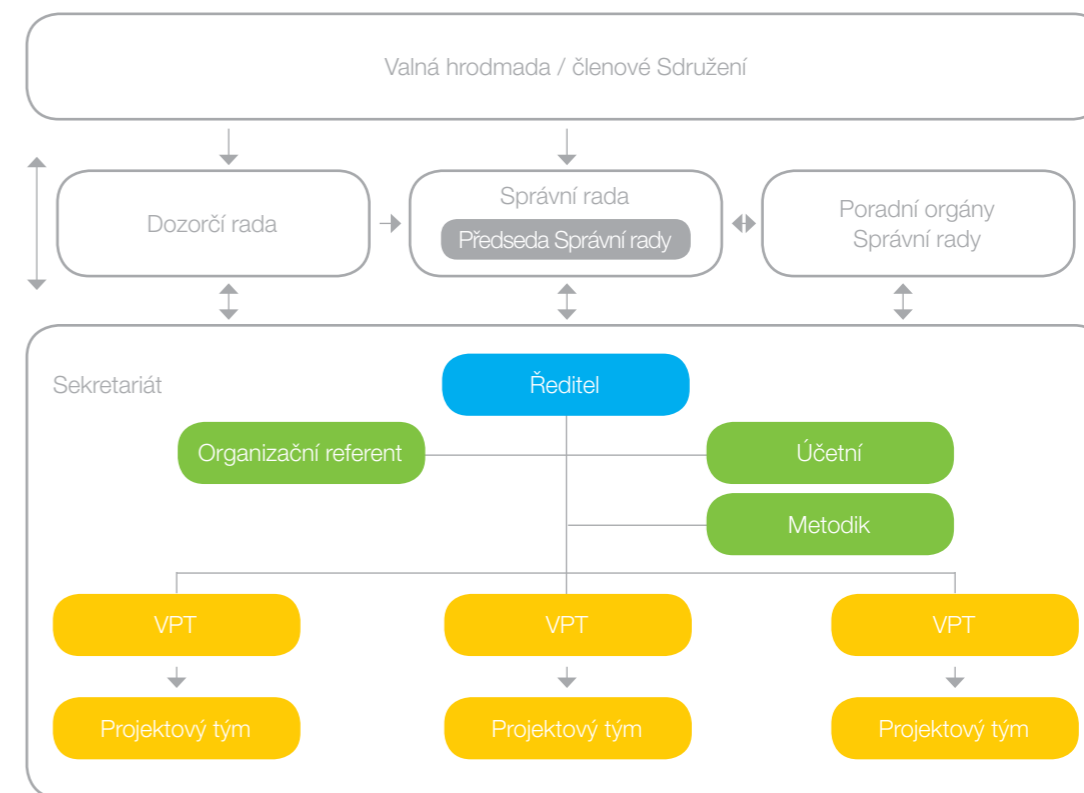 Valná hrodmada / členové Sdružení
Dozorčí rada
Správní rada
Předseda Správní rady
Poradní orgány
Správní rady
Sekretariát
Ředitel
Organizační referent
Účetní
Metodik
VPT
VPT
VPT
Projektový tým
Projektový tým
Projektový tým